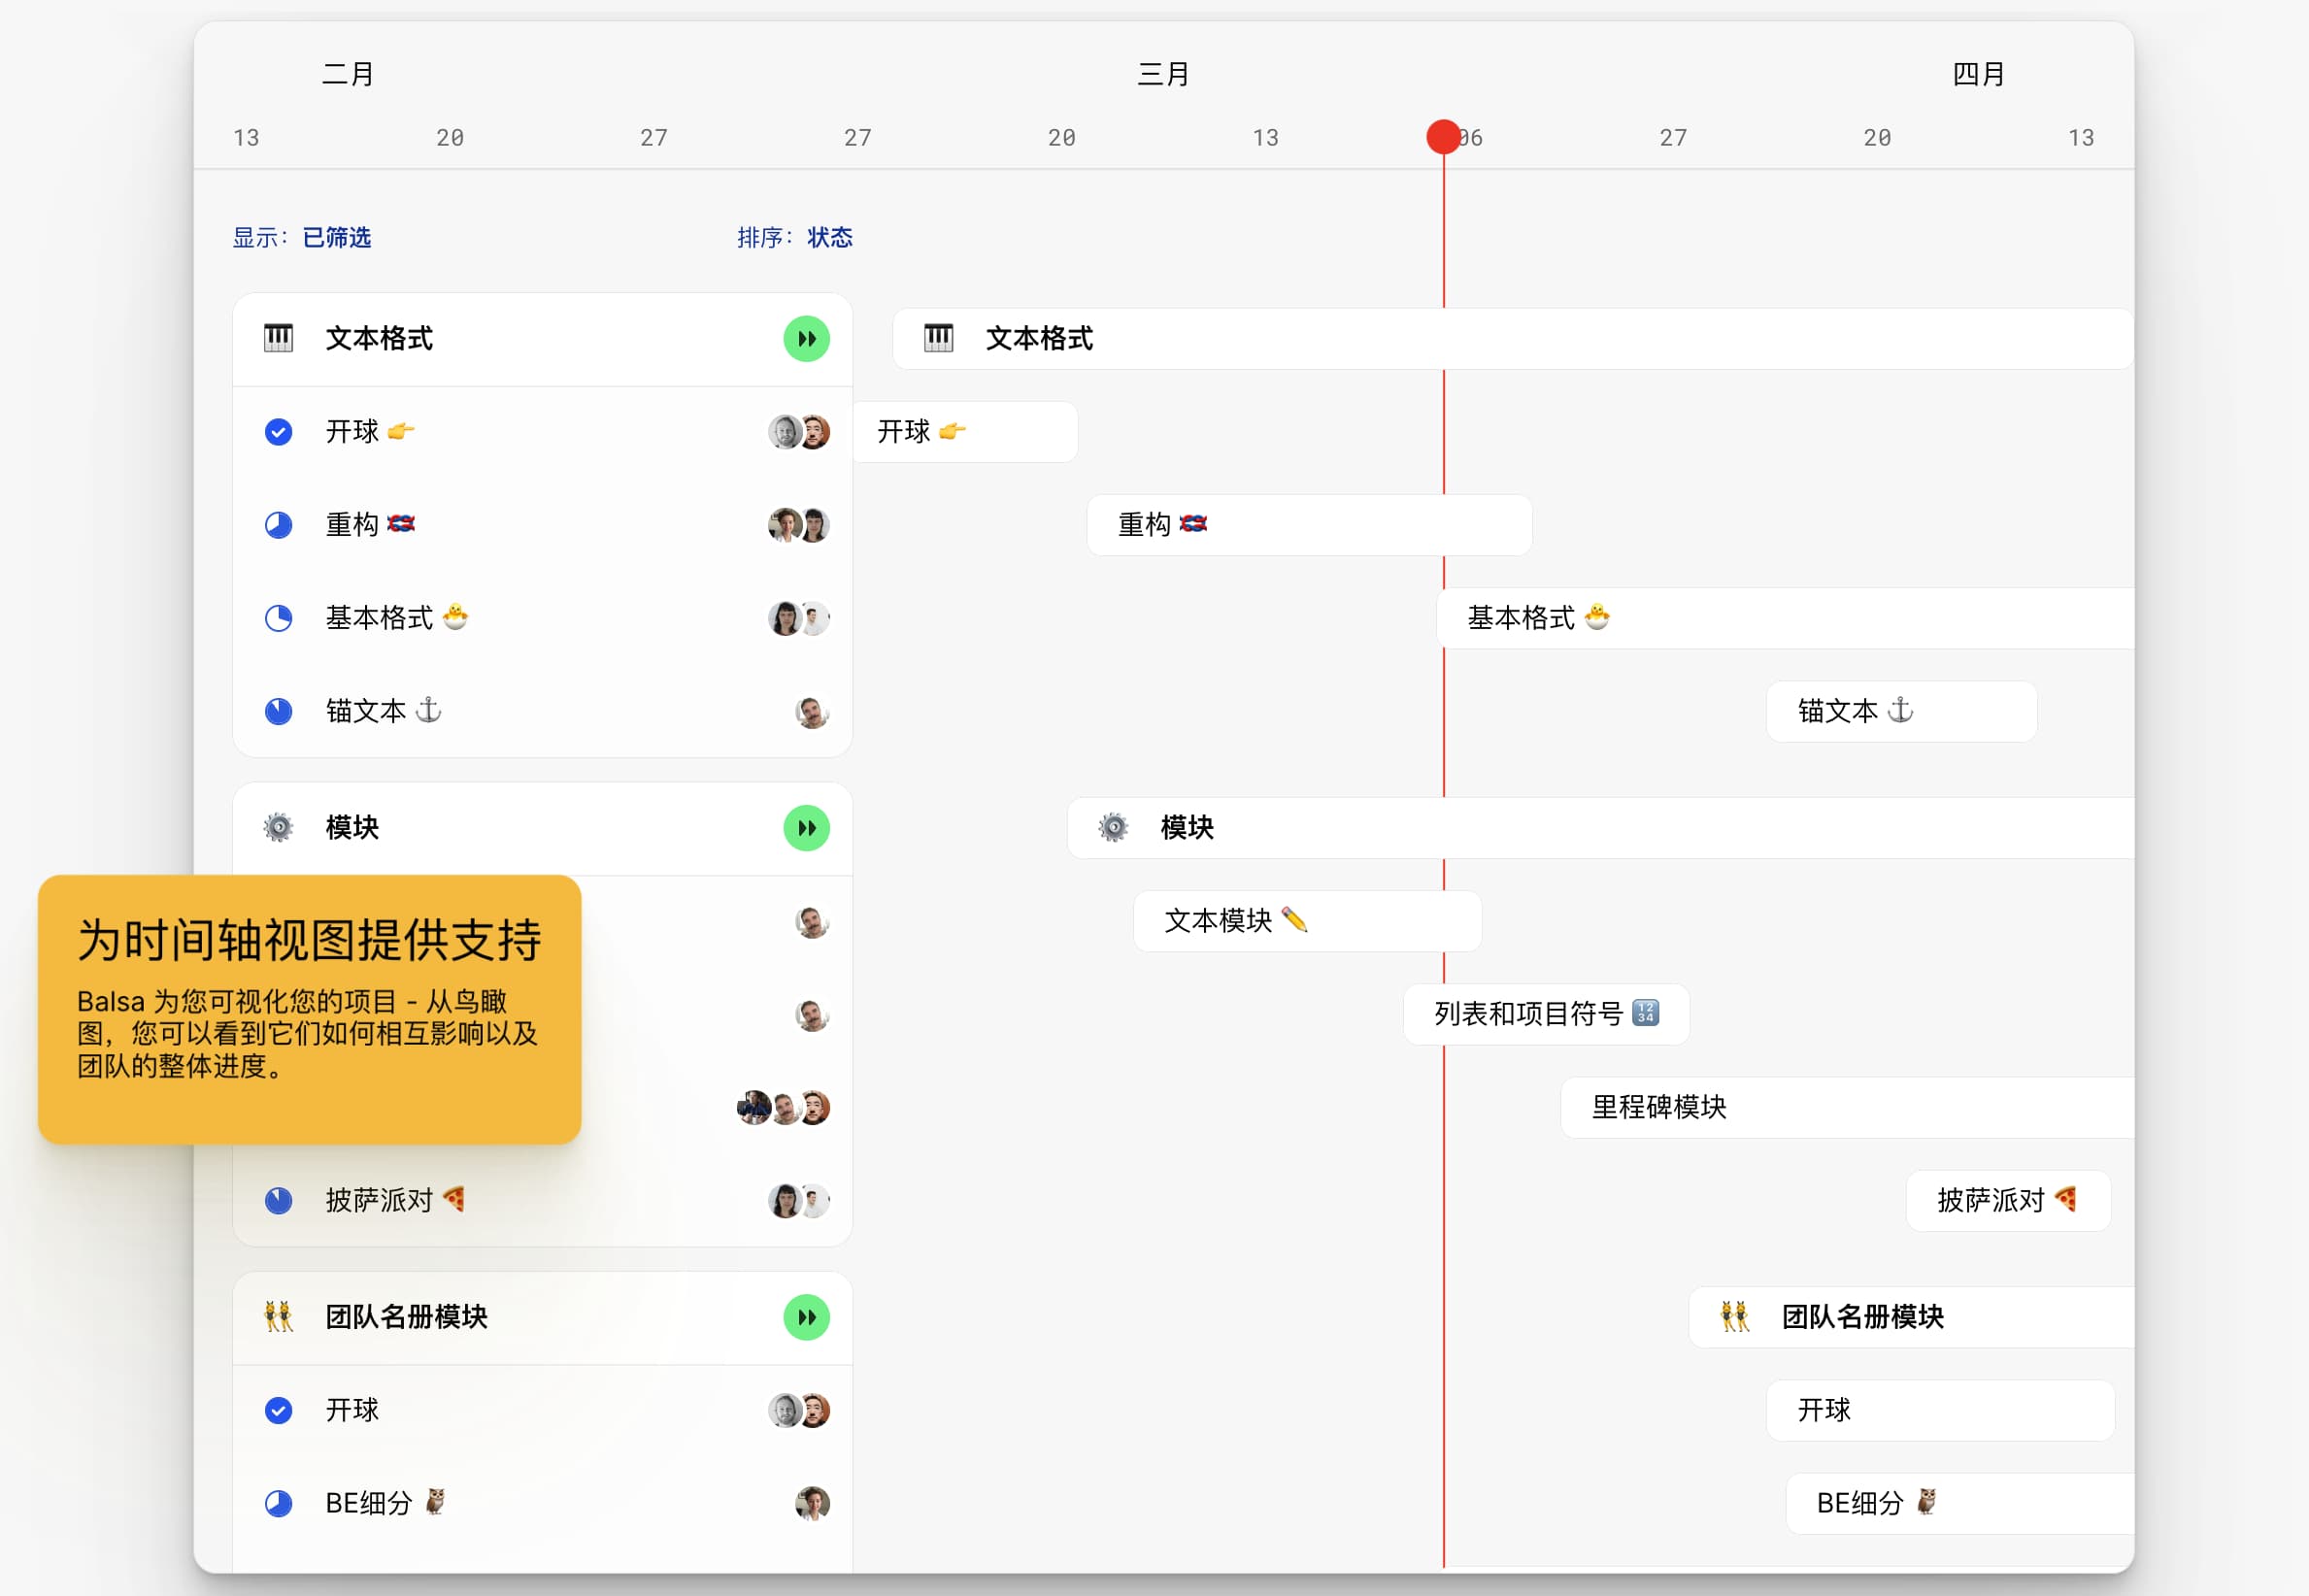 二月 三月 四月
13 20 27 27 20 13 06 27 20 13
显示：已筛选 排序：状态
文本格式 文本格式
开球 👉 开球 👉
重构 🪢 重构 🪢
基本格式 🐣 基本格式 🐣
锚文本 ⚓ 锚文本 ⚓
模块 模块
文本模块 ✏️
列表和项目符号 🔢
里程碑模块
为时间轴视图提供支持
Balsa 为您可视化您的项目 - 从鸟瞰
图，您可以看到它们如何相互影响以及
团队的整体进度。
披萨派对 🍕 披萨派对 🍕
团队名册模块 团队名册模块
开球 开球
BE细分 🦉 BE细分 🦉